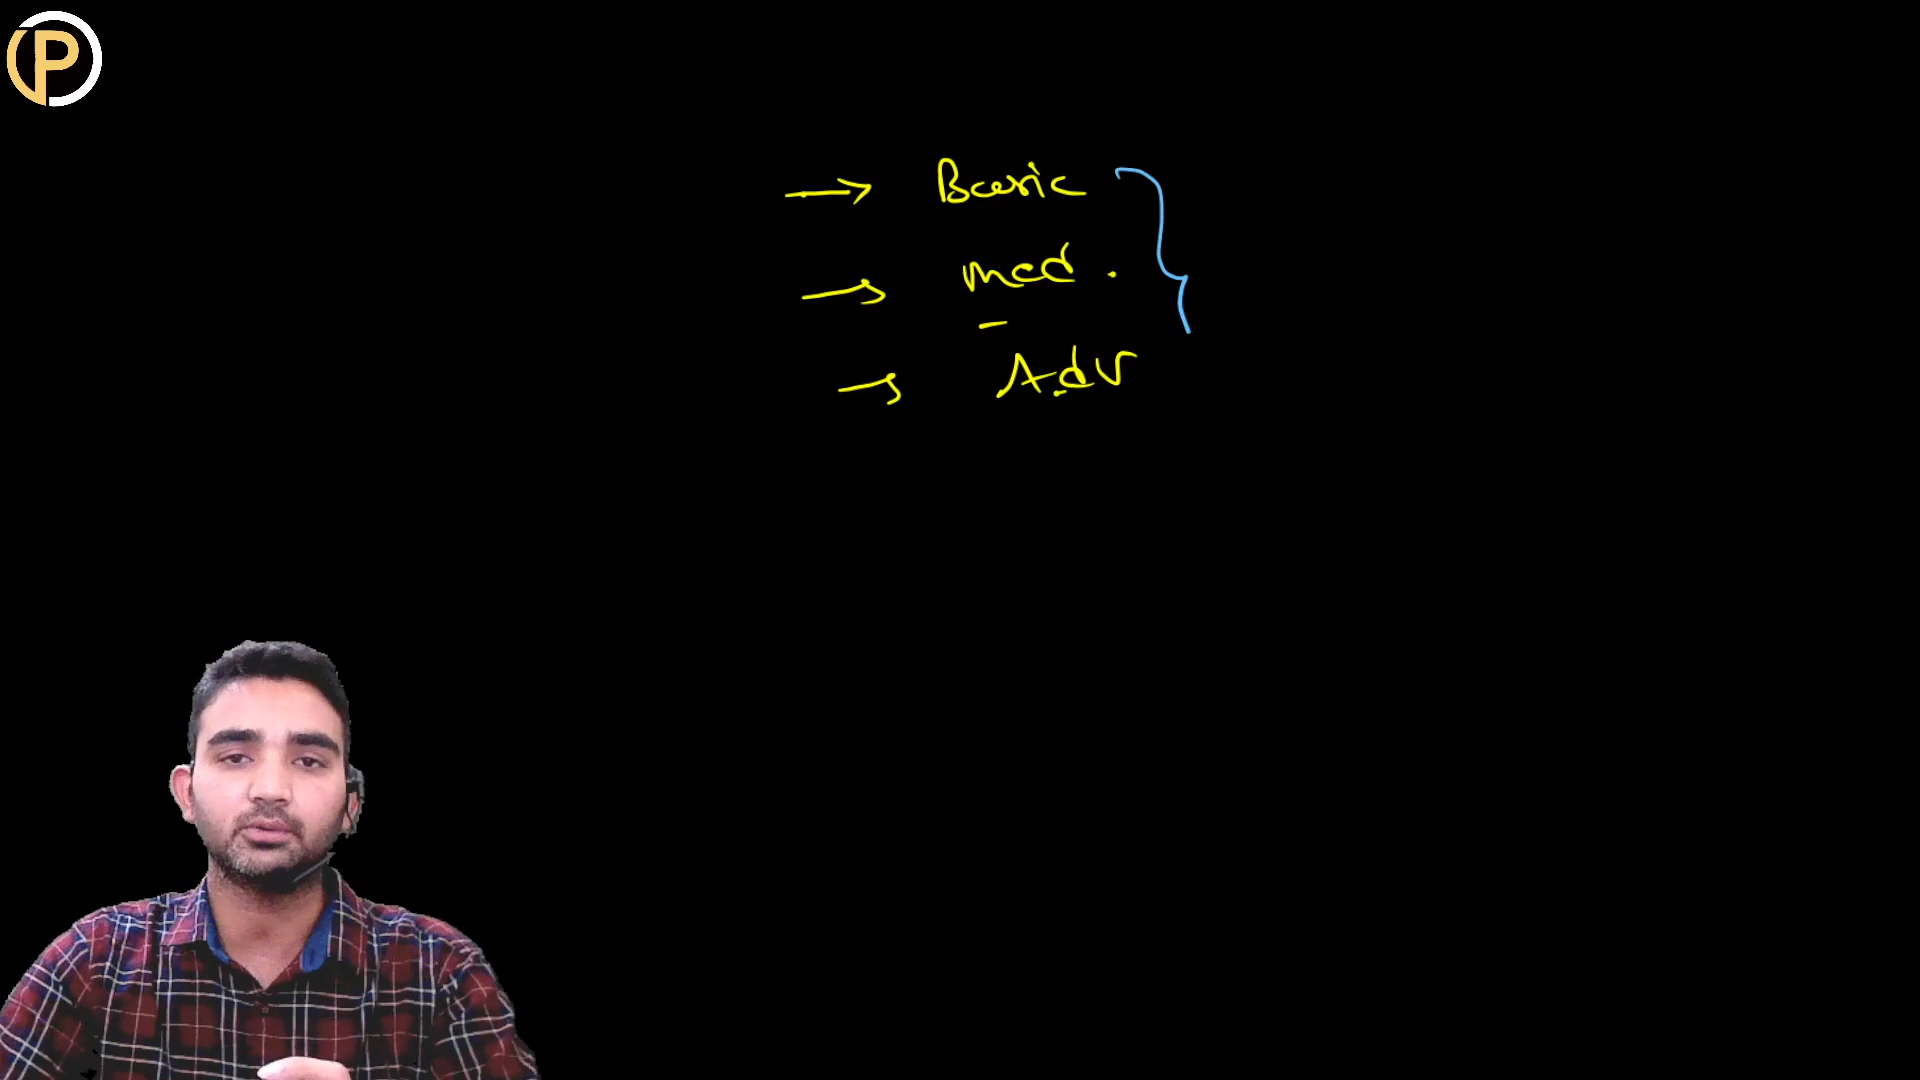 P
→ Basic
→ med.
→ Adv